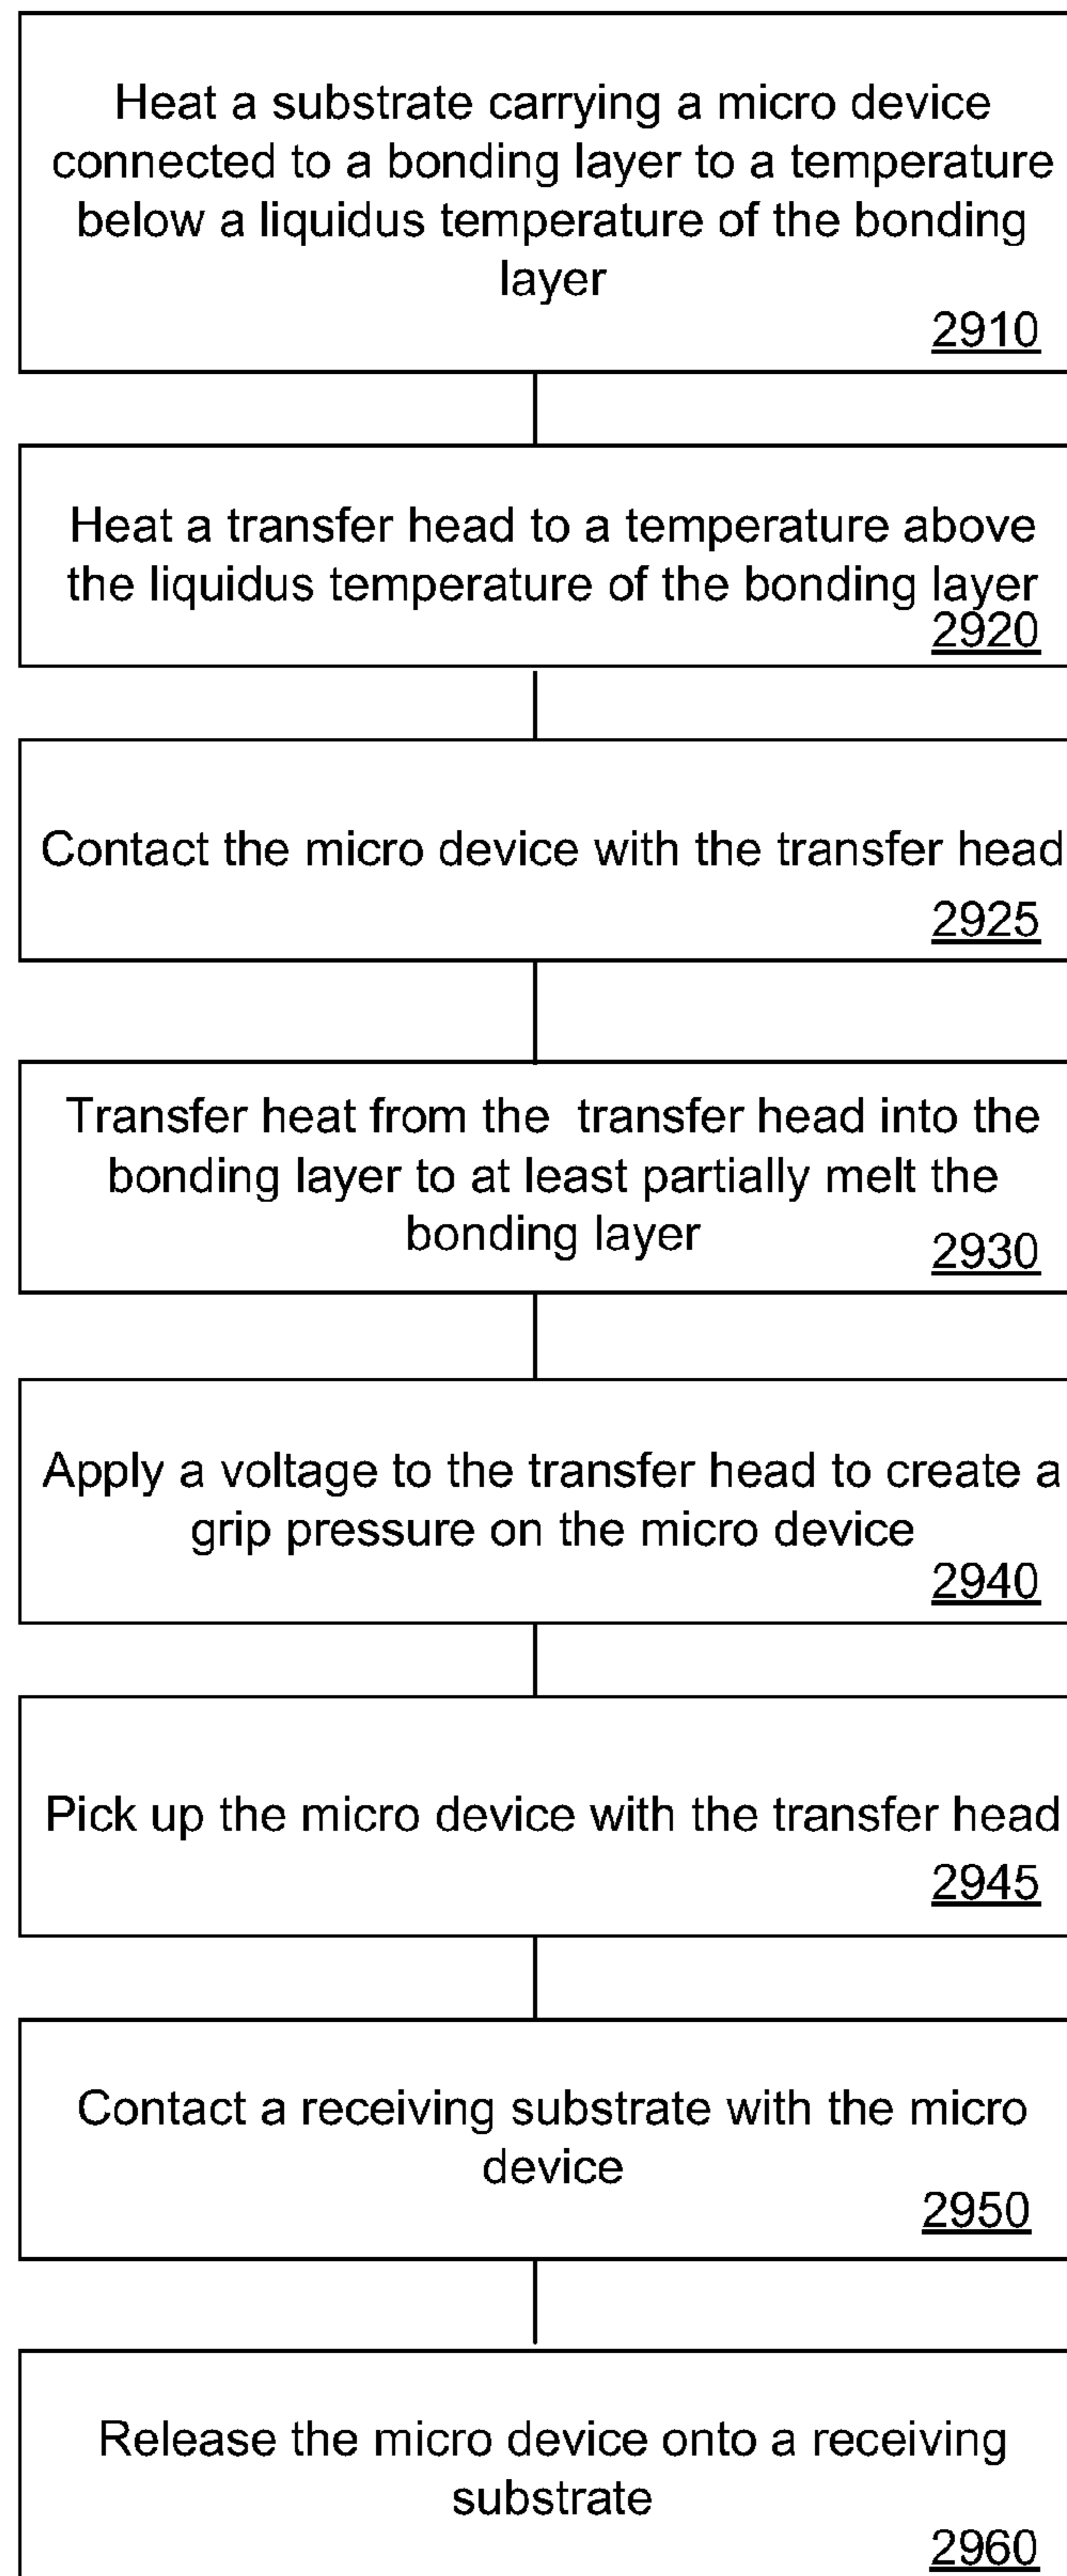 Heat a substrate carrying a micro device
connected to a bonding layer to a temperature
below a liquidus temperature of the bonding
layer
2910
Heat a transfer head to a temperature above
the liquidus temperature of the bonding layer
2920
Contact the micro device with the transfer head
2925
Transfer heat from the transfer head into the
bonding layer to at least partially melt the
bonding layer
2930
Apply a voltage to the transfer head to create a
grip pressure on the micro device
2940
Pick up the micro device with the transfer head
2945
Contact a receiving substrate with the micro
device
2950
Release the micro device onto a receiving
substrate
2960